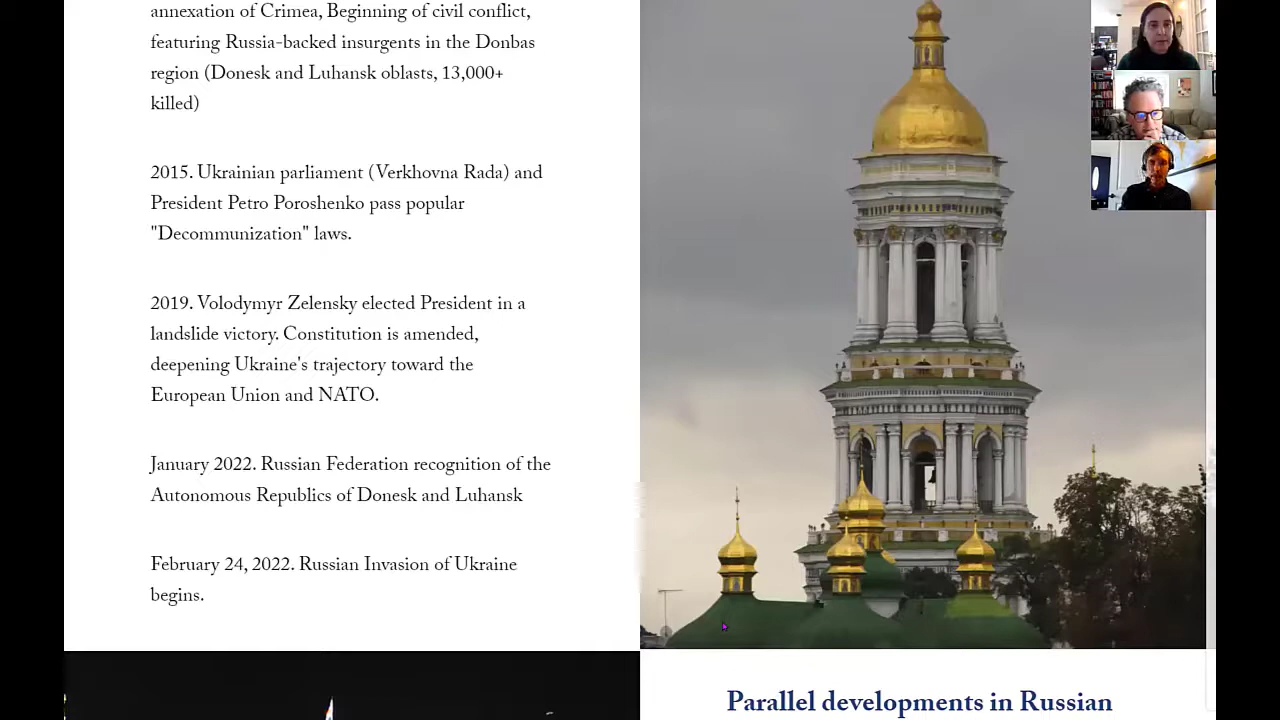 annexation of Crimea, Beginning of civil conflict,
featuring Russia-backed insurgents in the Donbas
region (Donesk and Luhansk oblasts, 13,000+
killed)
2015. Ukrainian parliament (Verkhovna Rada) and
President Petro Poroshenko pass popular
"Decommunization" laws.
2019. Volodymyr Zelensky elected President in a
landslide victory. Constitution is amended,
deepening Ukraine's trajectory toward the
European Union and NATO.
January 2022. Russian Federation recognition of the
Autonomous Republics of Donesk and Luhansk
February 24, 2022. Russian Invasion of Ukraine
begins.
Parallel developments in Russian